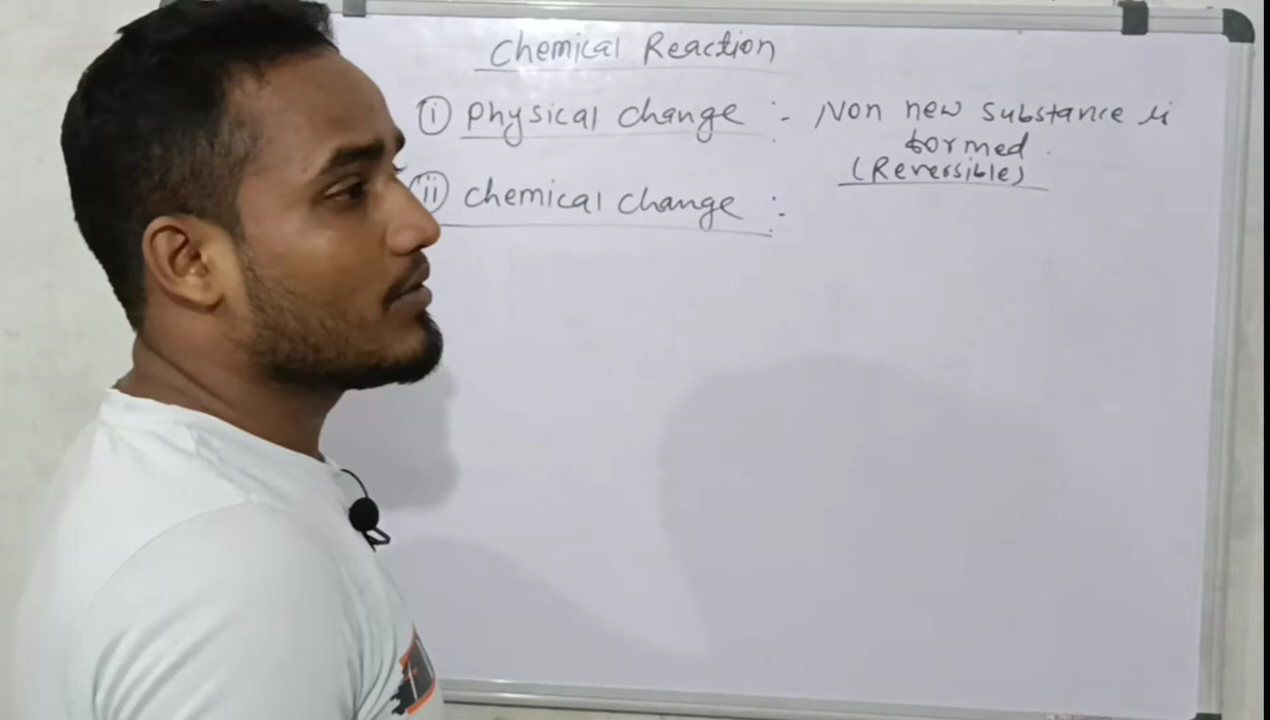 Chemical Reaction
(i) Physical change :- Non new substance is
formed.
(Reversible)
(ii) chemical change :-